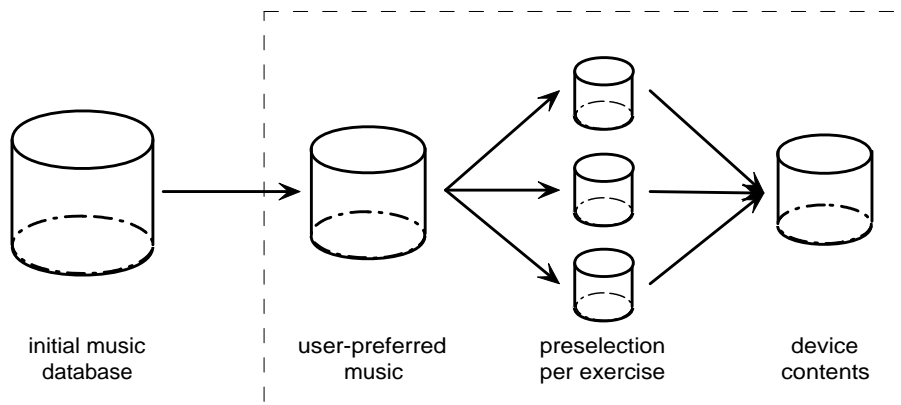 initial music
database
user-preferred
music
preselection
per exercise
device
contents